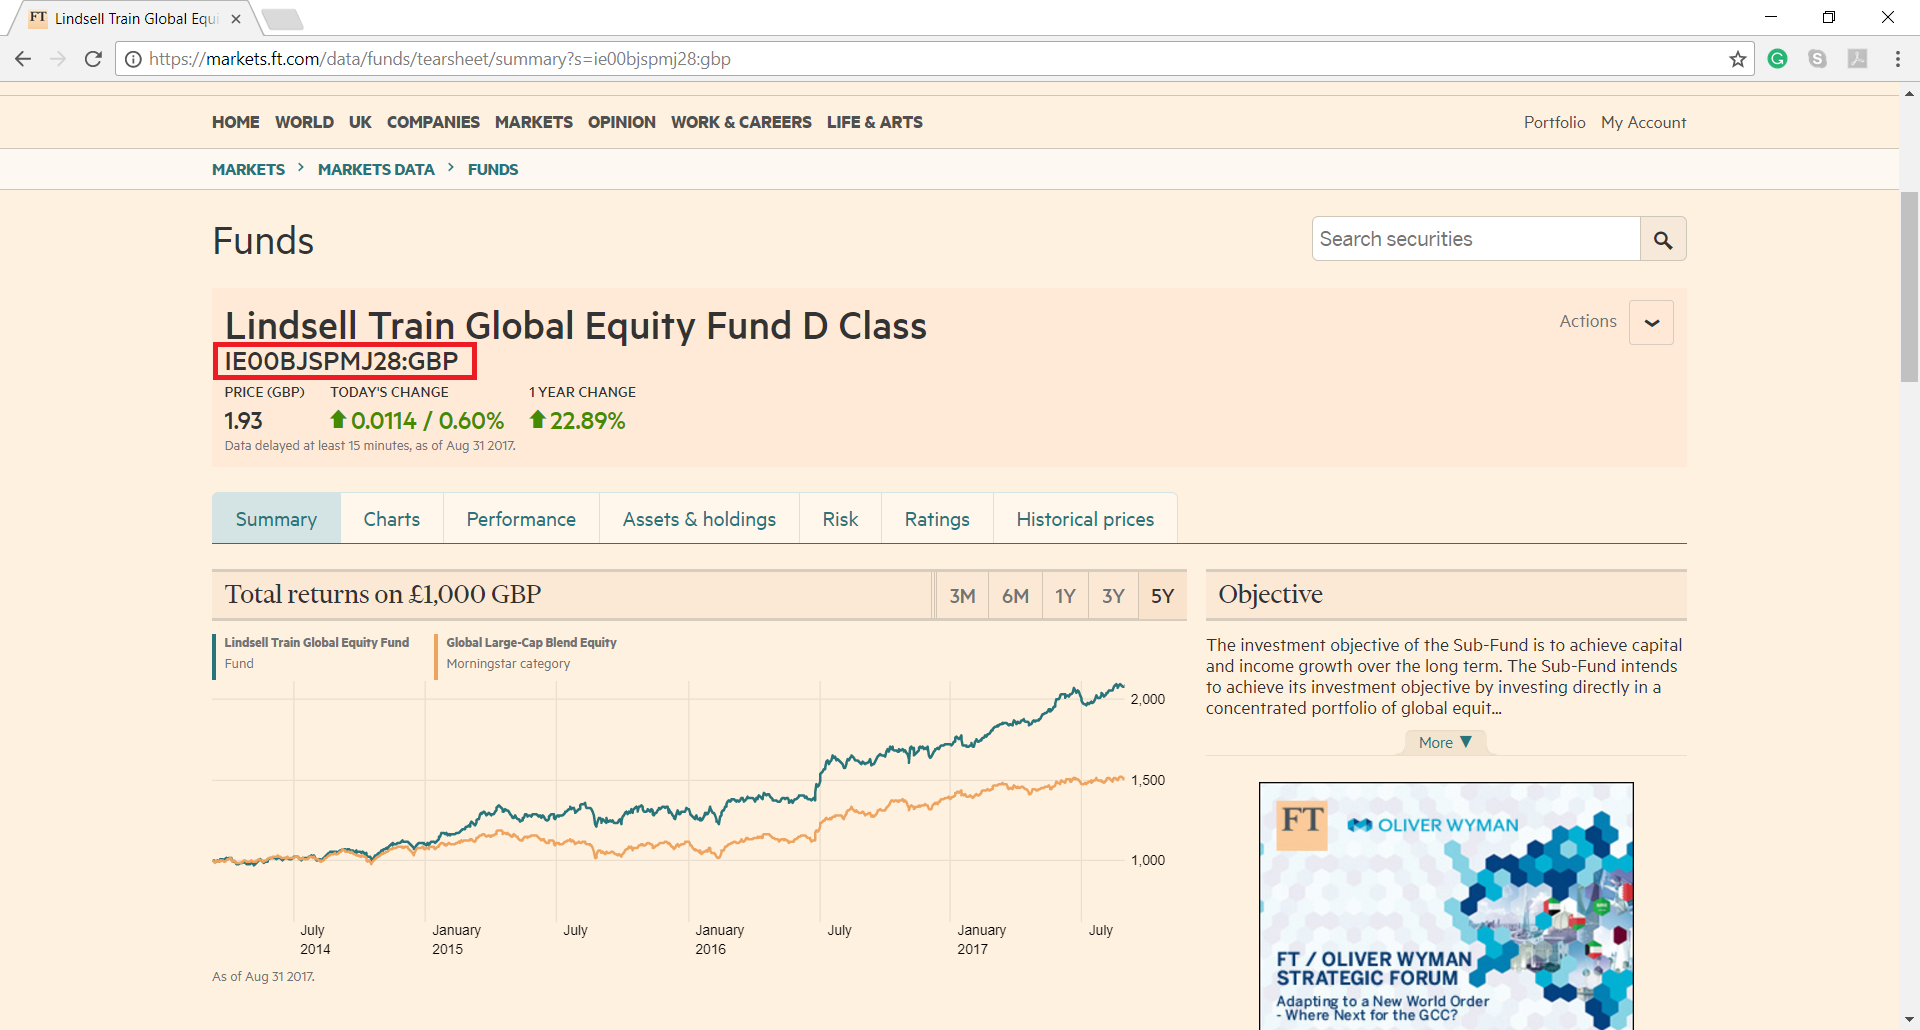 FT Lindsell Train Global Equi
https://markets.ft.com/data/funds/tearsheet/summary?s=ie00bjspmj28:gbp
HOME WORLD UK COMPANIES MARKETS OPINION WORK & CAREERS LIFE & ARTS
Portfolio My Account
MARKETS > MARKETS DATA > FUNDS
Funds
Search securities
Lindsell Train Global Equity Fund D Class
Actions
IE00BJSPMJ28:GBP
PRICE (GBP) TODAY'S CHANGE 1 YEAR CHANGE
1.93 0.0114 / 0.60% 22.89%
Data delayed at least 15 minutes, as of Aug 31 2017.
Summary Charts Performance Assets & holdings Risk Ratings Historical prices
Total returns on £1,000 GBP
3M 6M 1Y 3Y 5Y
Lindsell Train Global Equity Fund
Fund
Global Large-Cap Blend Equity
Morningstar category
2,000
1,500
1,000
July 2014
January 2015
July
January 2016
July
January 2017
July
As of Aug 31 2017.
Objective
The investment objective of the Sub-Fund is to achieve capital
and income growth over the long term. The Sub-Fund intends
to achieve its investment objective by investing directly in a
concentrated portfolio of global equit...
More
FT
OLIVER WYMAN
FT / OLIVER WYMAN
STRATEGIC FORUM
Adapting to a New World Order
- Where Next for the GCC?